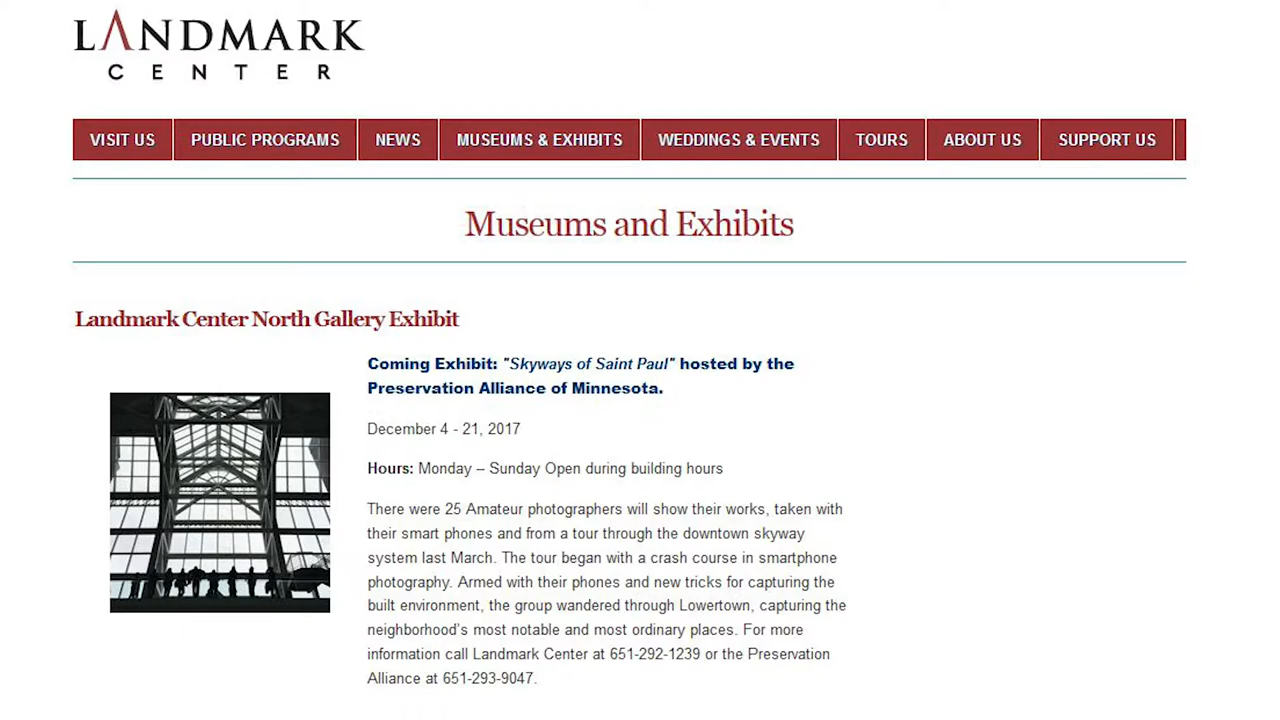 LANDMARK
CENTER
VISIT US PUBLIC PROGRAMS NEWS MUSEUMS & EXHIBITS WEDDINGS & EVENTS TOURS ABOUT US SUPPORT US
Museums and Exhibits
Landmark Center North Gallery Exhibit
Coming Exhibit: "Skyways of Saint Paul" hosted by the
Preservation Alliance of Minnesota.
December 4 - 21, 2017
Hours: Monday – Sunday Open during building hours
There were 25 Amateur photographers will show their works, taken with
their smart phones and from a tour through the downtown skyway
system last March. The tour began with a crash course in smartphone
photography. Armed with their phones and new tricks for capturing the
built environment, the group wandered through Lowertown, capturing the
neighborhood’s most notable and most ordinary places. For more
information call Landmark Center at 651-292-1239 or the Preservation
Alliance at 651-293-9047.